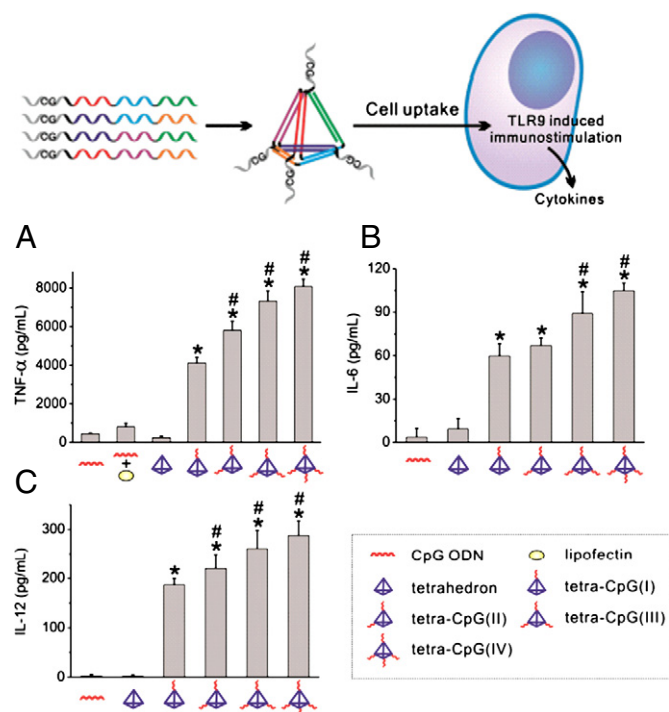 CG
CG
CG
CG
CG
CG
CG
CG
Cell uptake
TLR9 induced
immunostimulation
Cytokines
A
TNF-α (pg/mL)
8000
6000
4000
2000
0
*
# *
# *
# *
+
B
IL-6 (pg/mL)
120
90
60
30
0
*
*
# *
# *
C
IL-12 (pg/mL)
300
200
100
0
*
# *
# *
# *
CpG ODN
lipofectin
tetrahedron
tetra-CpG(I)
tetra-CpG(II)
tetra-CpG(III)
tetra-CpG(IV)